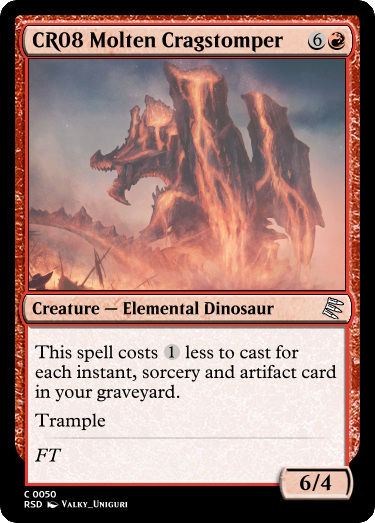 CR08 Molten Cragstomper 6
Creature — Elemental Dinosaur
This spell costs 1 less to cast for
each instant, sorcery and artifact card
in your graveyard.
Trample
FT
6/4
C 0050
RSD Valky_Uniguri